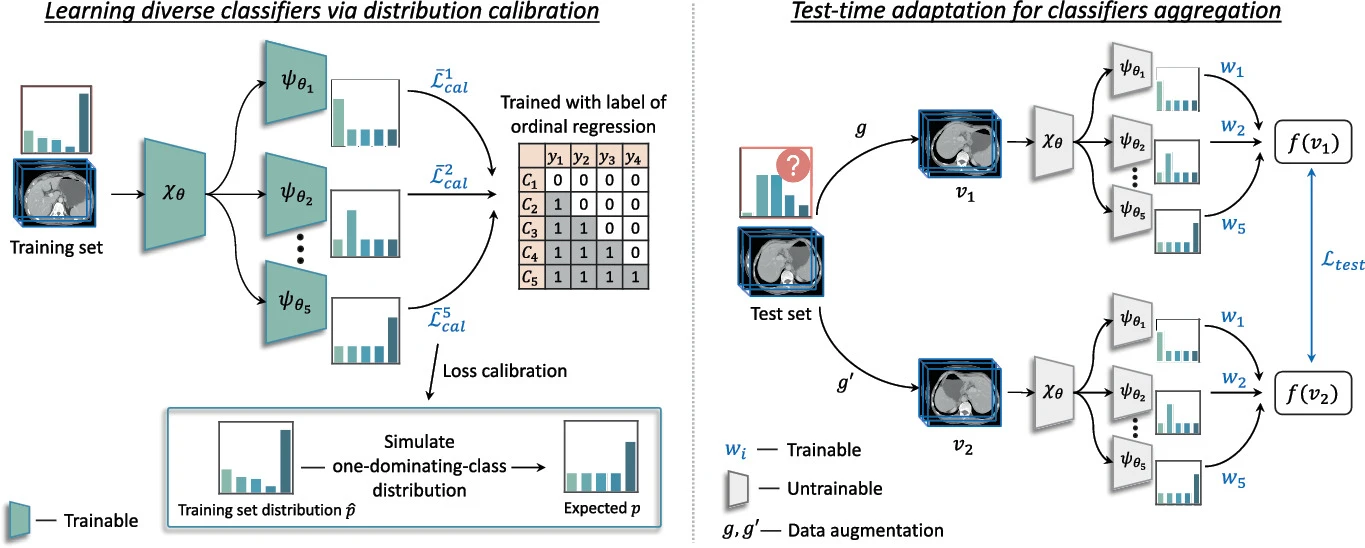 Learning diverse classifiers via distribution calibration
Training set
χθ
ψθ1
ψθ2
ψθ5
L̄¹cal
L̄²cal
L̄⁵cal
Trained with label of
ordinal regression
y1 y2 y3 y4
C1 0 0 0 0
C2 1 0 0 0
C3 1 1 0 0
C4 1 1 1 0
C5 1 1 1 1
Loss calibration
Training set distribution p̂
Simulate
one-dominating-class
distribution
Expected p
Trainable
Test-time adaptation for classifiers aggregation
?
Test set
g
v1
χθ
ψθ1
ψθ2
ψθ5
w1
w2
w5
f(v1)
Ltest
g′
v2
χθ
ψθ1
ψθ2
ψθ5
w1
w2
w5
f(v2)
wi — Trainable
— Untrainable
g, g′ — Data augmentation